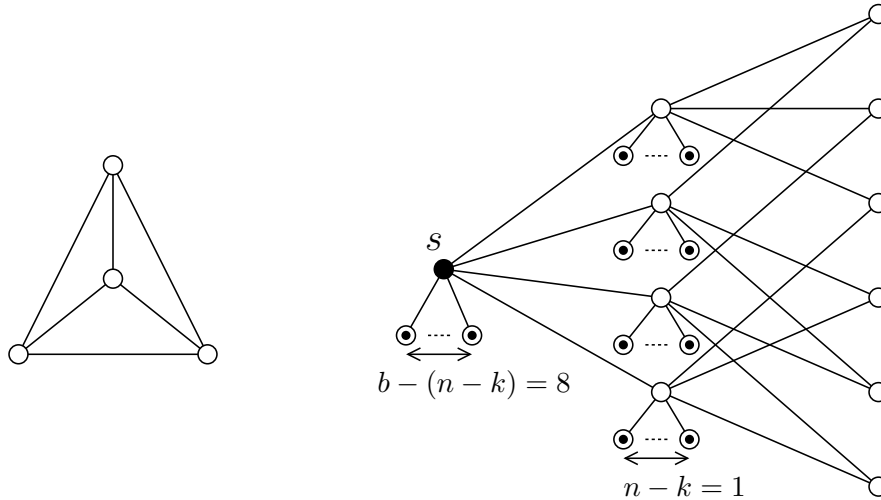 s
b − (n − k) = 8
n − k = 1